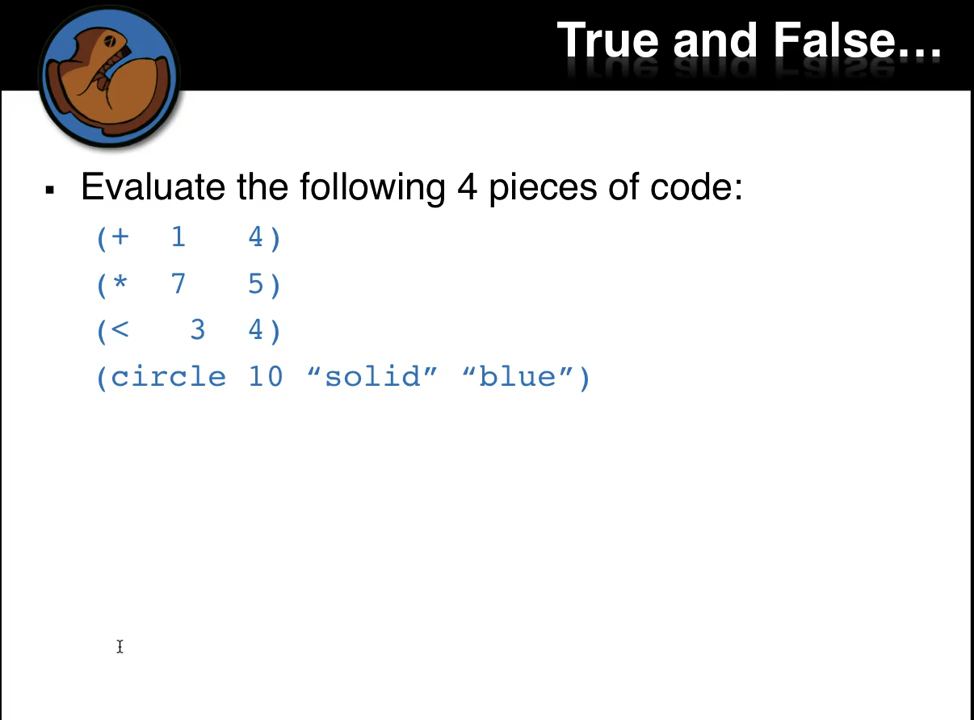 True and False…
▪ Evaluate the following 4 pieces of code:
(+ 1 4)
(* 7 5)
(< 3 4)
(circle 10 “solid” “blue”)